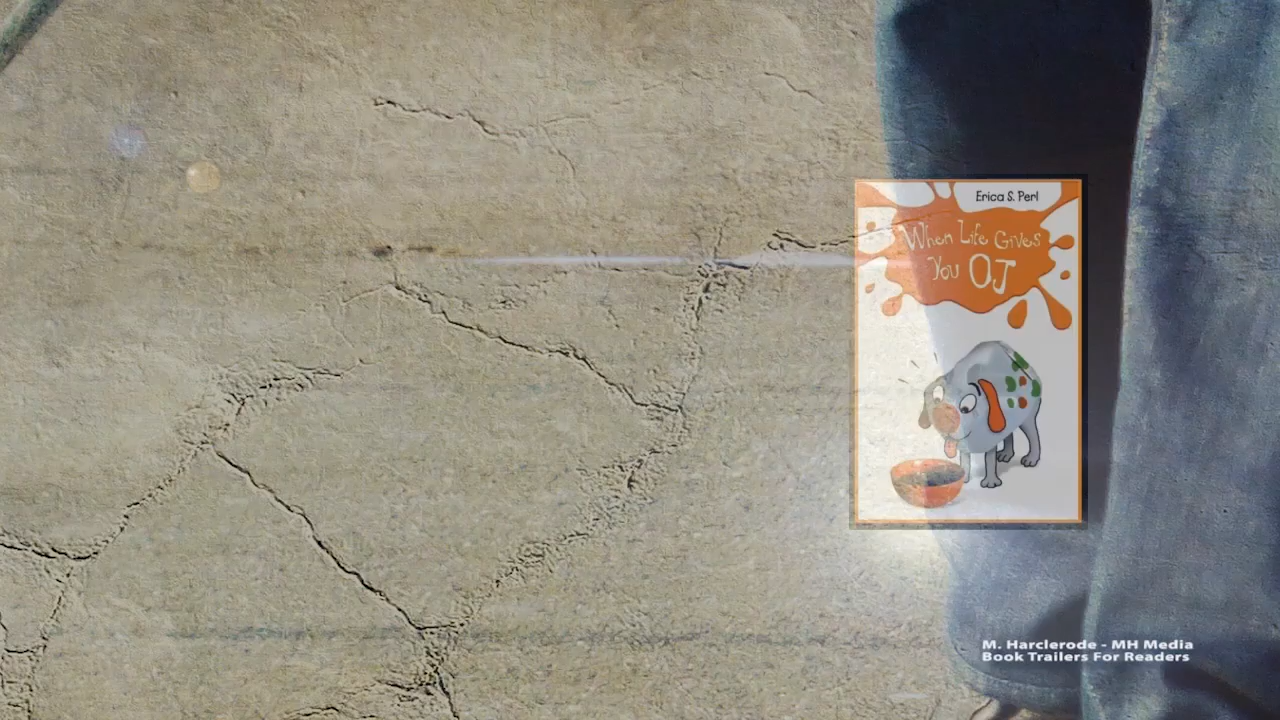 Erica S. Perl
When Life Gives
You OJ
M. Harclerode - MH Media
Book Trailers For Readers